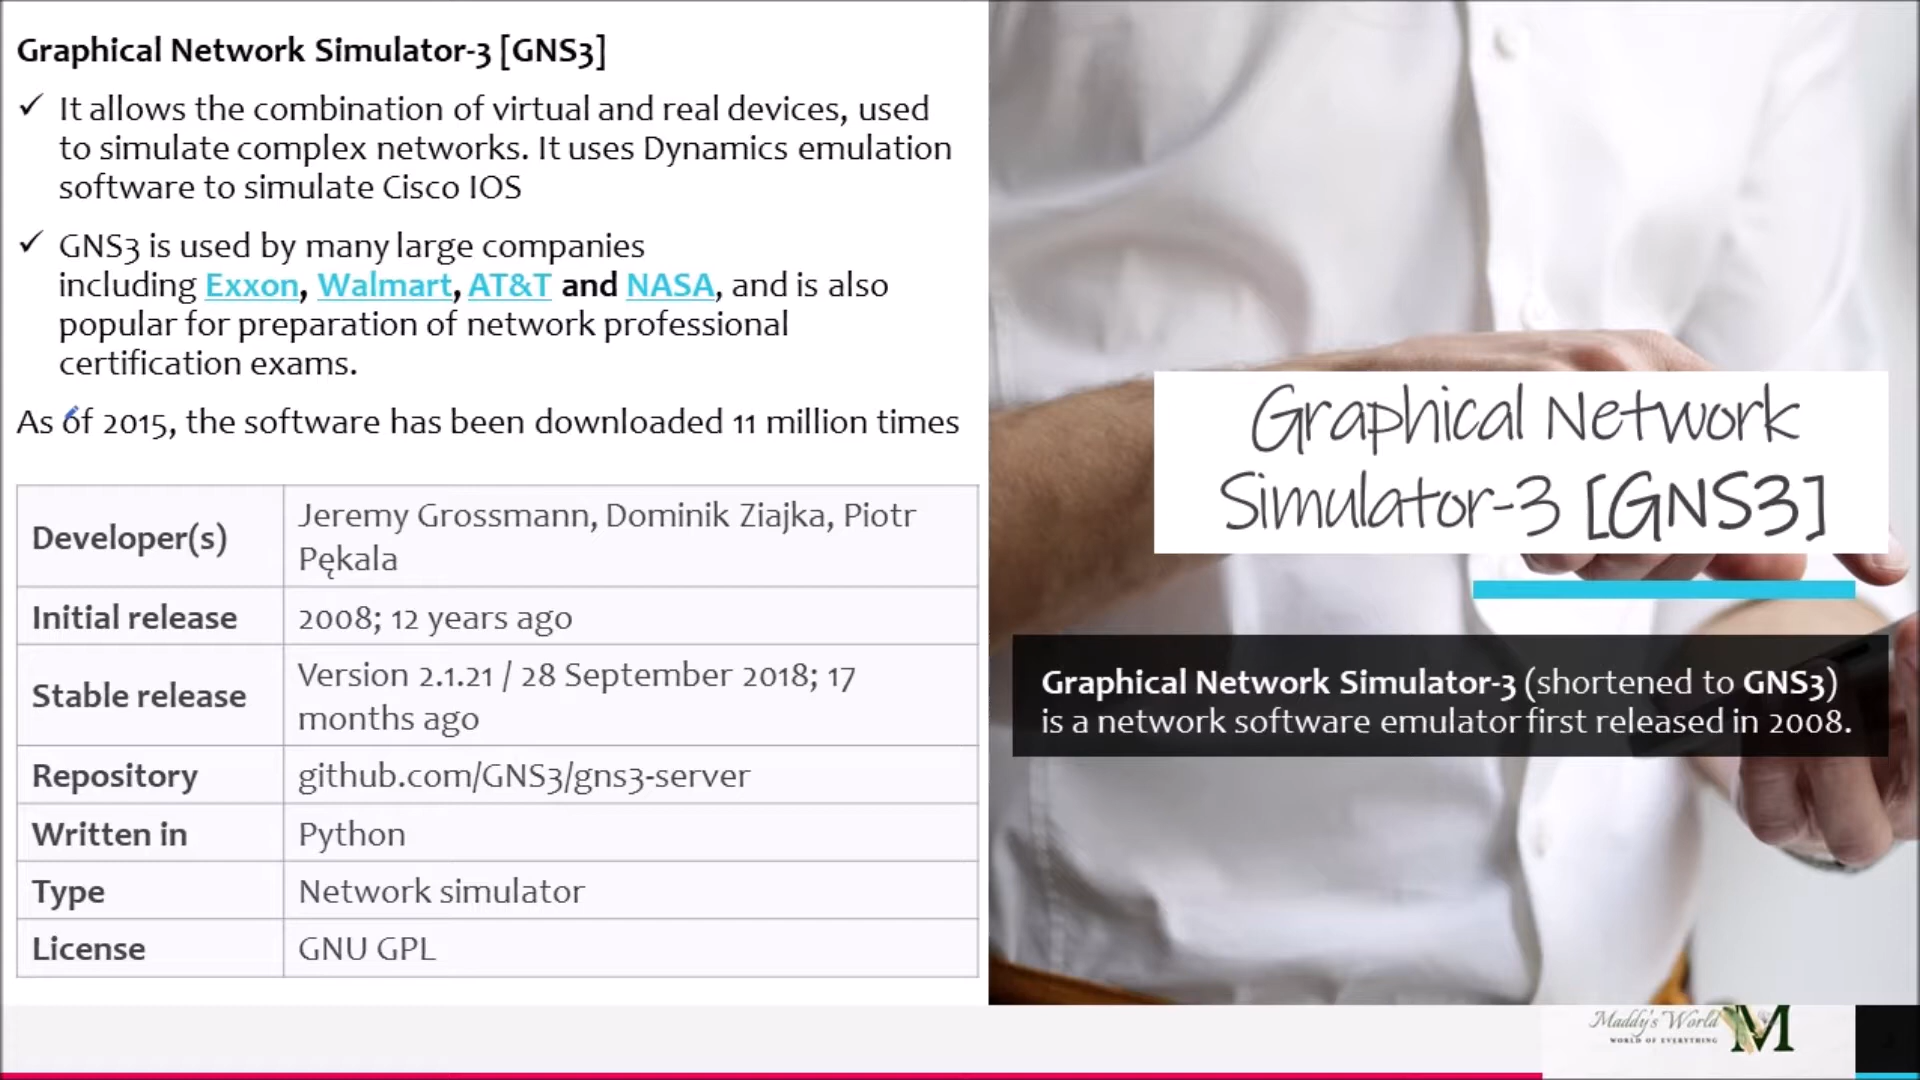 Graphical Network Simulator-3 [GNS3]
✓ It allows the combination of virtual and real devices, used
to simulate complex networks. It uses Dynamics emulation
software to simulate Cisco IOS
✓ GNS3 is used by many large companies
including Exxon, Walmart, AT&T and NASA, and is also
popular for preparation of network professional
certification exams.
As of 2015, the software has been downloaded 11 million times
Developer(s)
Jeremy Grossmann, Dominik Ziajka, Piotr
Pękala
Initial release
2008; 12 years ago
Stable release
Version 2.1.21 / 28 September 2018; 17
months ago
Repository
github.com/GNS3/gns3-server
Written in
Python
Type
Network simulator
License
GNU GPL
Graphical Network
Simulator-3 [GNS3]
Graphical Network Simulator-3 (shortened to GNS3)
is a network software emulator first released in 2008.
Maddy's World
WORLD OF EVERYTHING
M